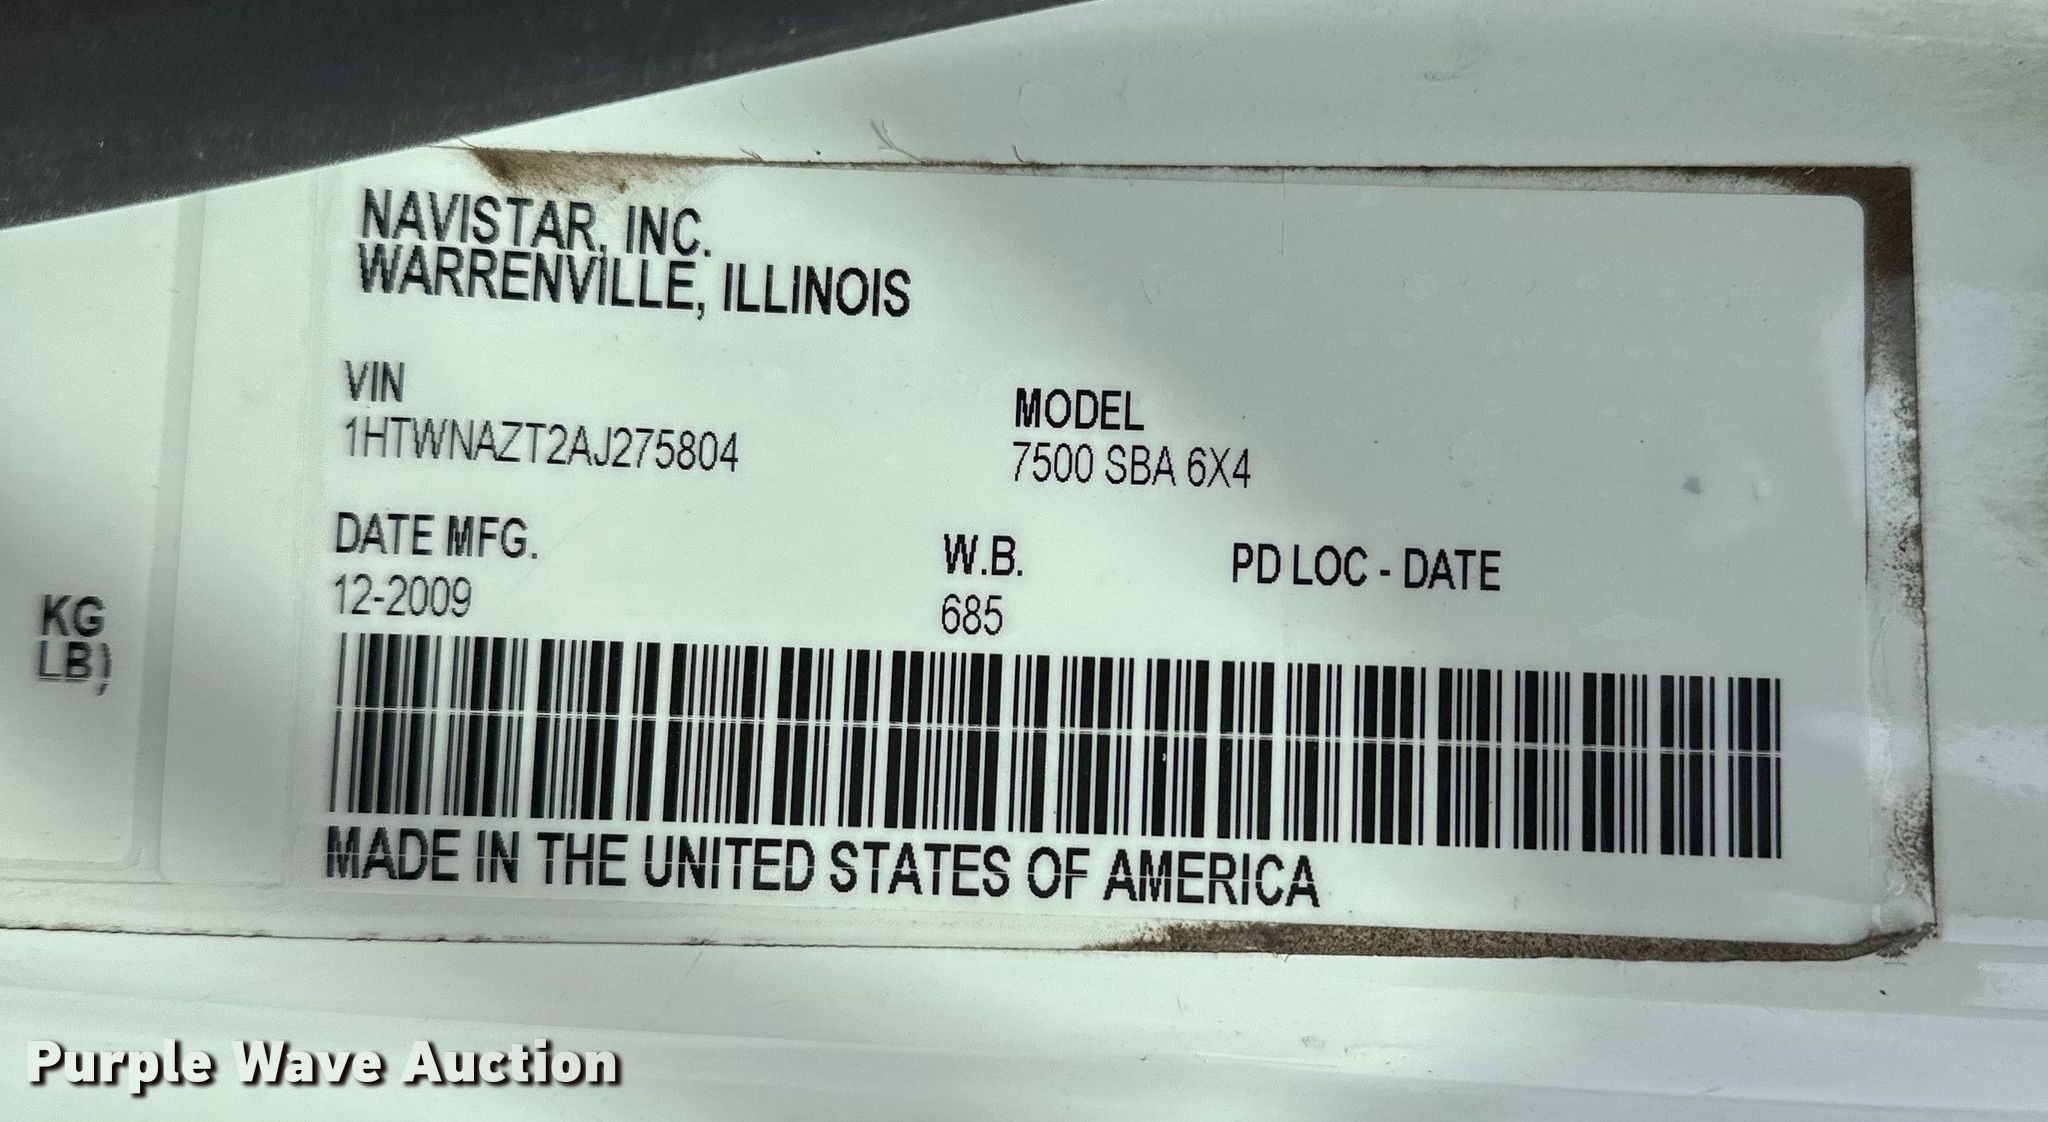 NAVISTAR, INC.
WARRENVILLE, ILLINOIS
VIN
1HTWNAZT2AJ275804
MODEL
7500 SBA 6X4
DATE MFG.
12-2009
W.B.
685
PD LOC - DATE
KG
LB)
MADE IN THE UNITED STATES OF AMERICA
Purple Wave Auction